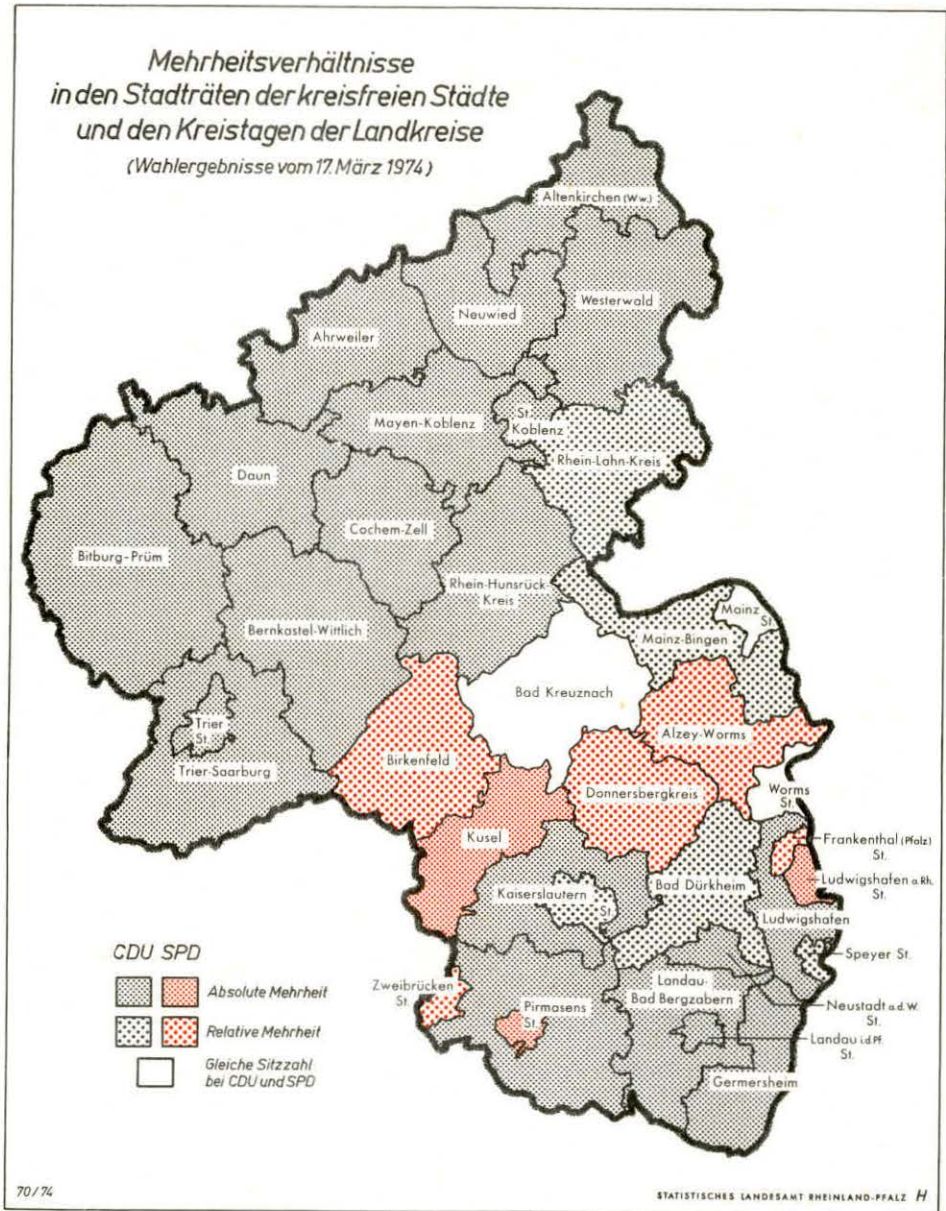 Mehrheitsverhältnisse
in den Stadträten der kreisfreien Städte
und den Kreistagen der Landkreise
(Wahlergebnisse vom 17. März 1974)
Altenkirchen (Ww.)
Westerwald
Neuwied
Ahrweiler
Mayen-Koblenz
St.
Koblenz
Rhein-Lahn-Kreis
Daun
Cochem-Zell
Bitburg-Prüm
Rhein-Hunsrück
Kreis
Bernkastel-Wittlich
Mainz
St.
Mainz-Bingen
Bad Kreuznach
Trier
St.
Trier-Saarburg
Birkenfeld
Alzey-Worms
Donnersbergkreis
Worms
St.
Kusel
Frankenthal (Pfalz)
St.
Ludwigshafen a.Rh.
St.
Kaiserslautern
St.
Bad Dürkheim
Ludwigshafen
Speyer St.
Zweibrücken
St.
Pirmasens
St.
Landau-
Bad Bergzabern
Neustadt a.d.W.
St.
Landau i.d.Pf.
St.
Germersheim
CDU SPD
Absolute Mehrheit
Relative Mehrheit
Gleiche Sitzzahl
bei CDU und SPD
70/74
STATISTISCHES LANDESAMT RHEINLAND-PFALZ H